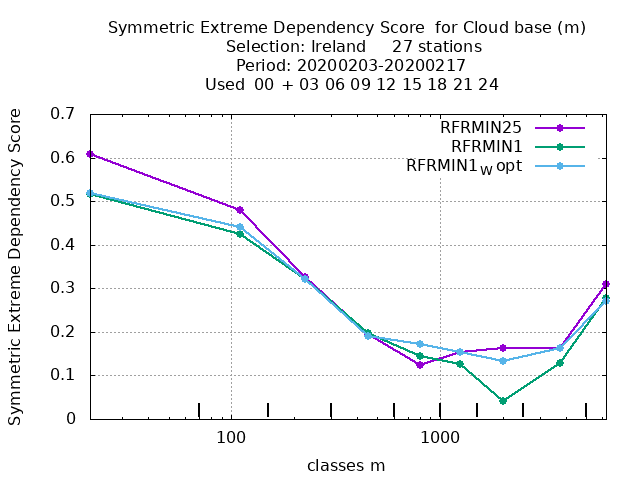 Symmetric Extreme Dependency Score for Cloud base (m)
Selection: Ireland 27 stations
Period: 20200203-20200217
Used 00 + 03 06 09 12 15 18 21 24
RFRMIN25
RFRMIN1
RFRMIN1W opt
Symmetric Extreme Dependency Score
0.7
0.6
0.5
0.4
0.3
0.2
0.1
0
100 1000
classes m